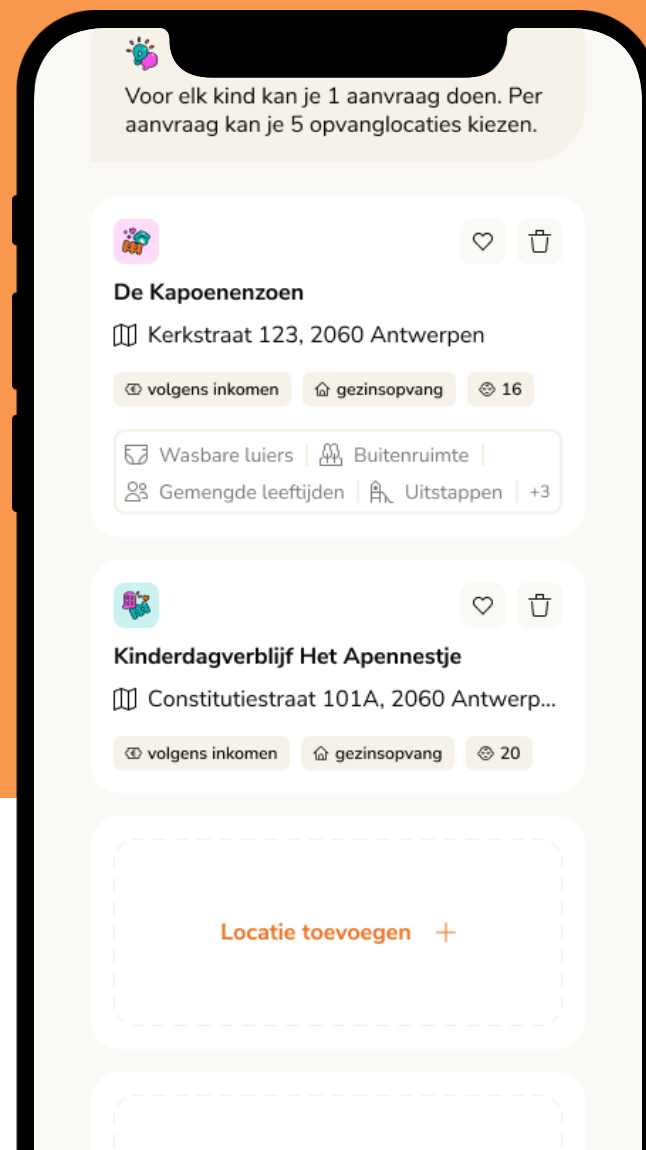 Voor elk kind kan je 1 aanvraag doen. Per
aanvraag kan je 5 opvanglocaties kiezen.
De Kapoenenzoen
Kerkstraat 123, 2060 Antwerpen
volgens inkomen gezinsopvang 16
Wasbare luiers Buitenruimte
Gemengde leeftijden Uitstappen +3
Kinderdagverblijf Het Apennestje
Constitutiestraat 101A, 2060 Antwerp...
volgens inkomen gezinsopvang 20
Locatie toevoegen +